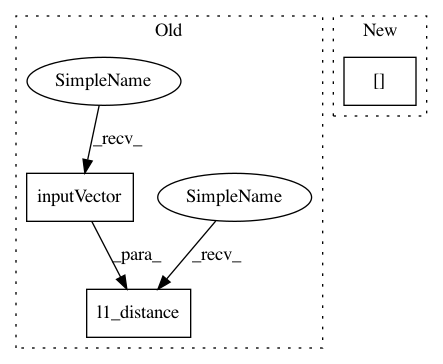 Old
New
SimpleName
[]
_recv_
inputVector
SimpleName
_para_
_recv_
l1_distance